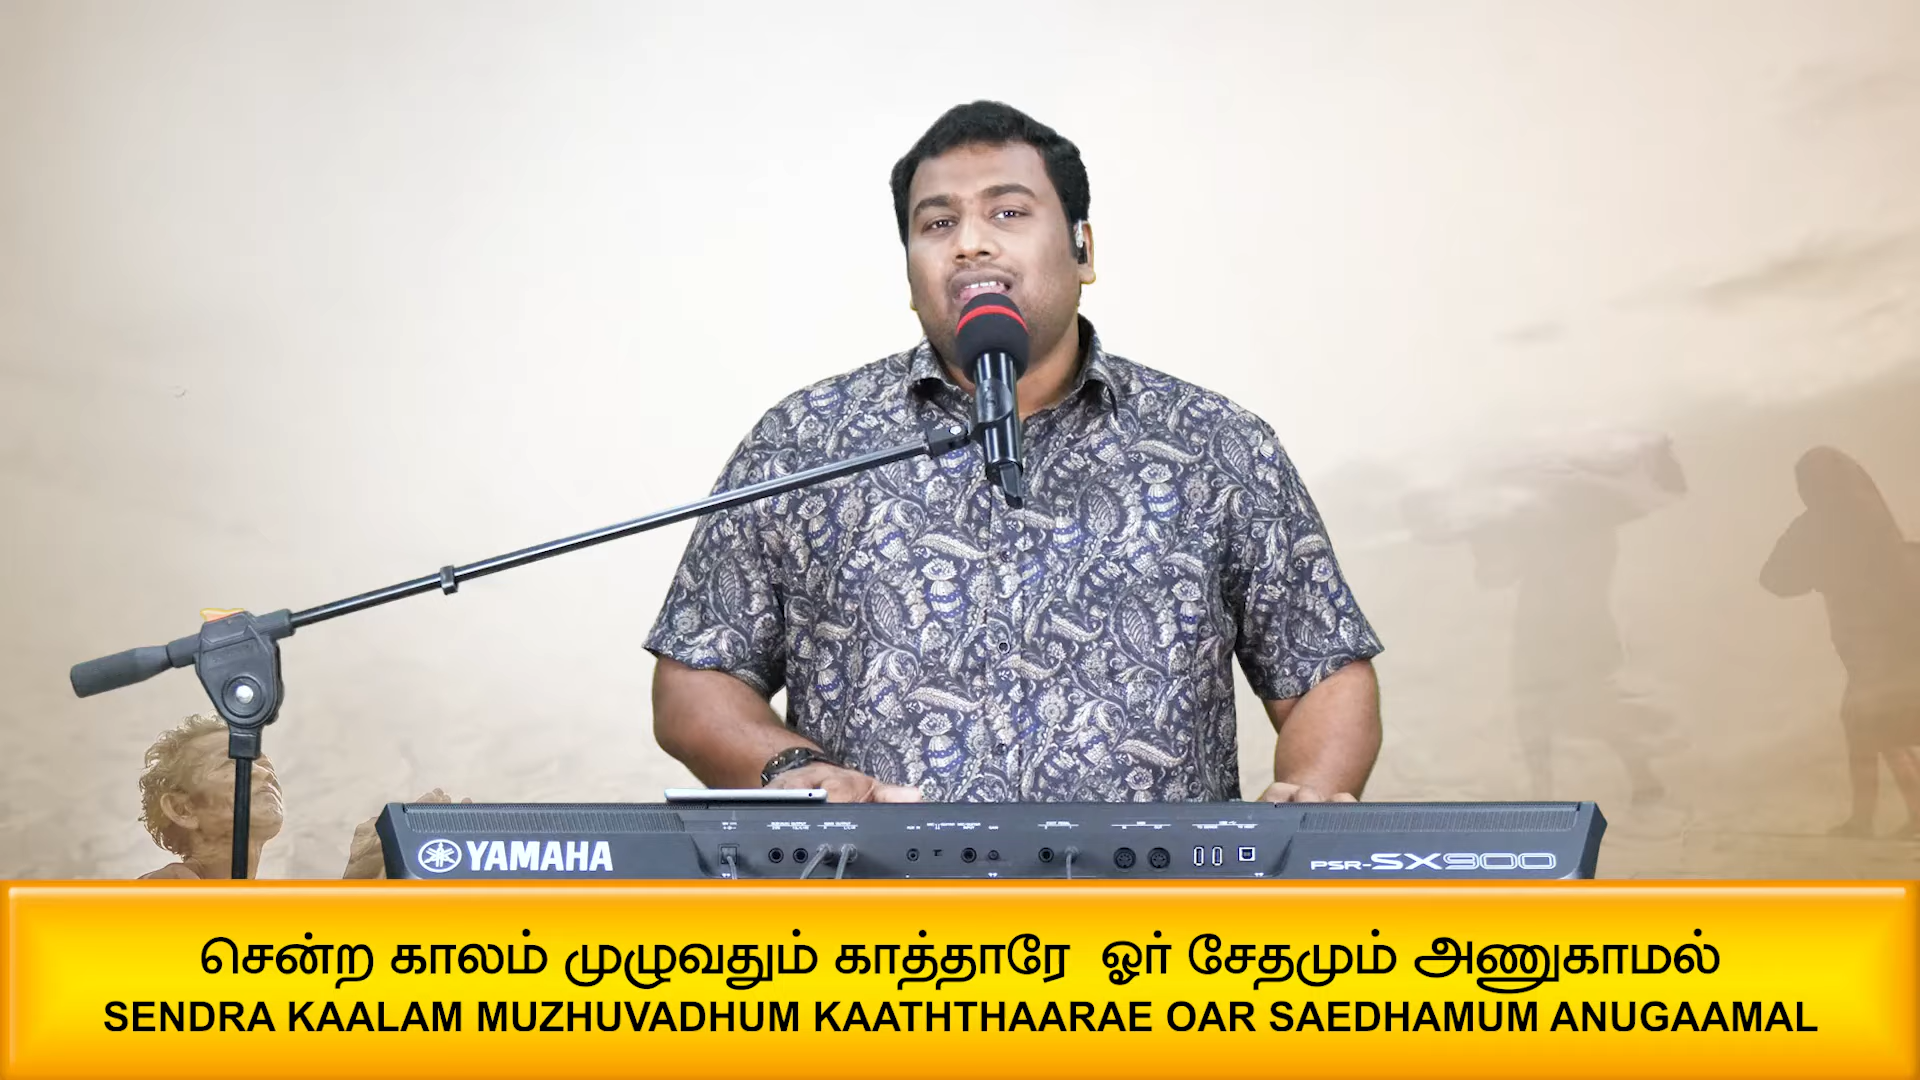 YAMAHA
PSR-SX900
சென்ற காலம் முழுவதும் காத்தாரே ஓர் சேதமும் அணுகாமல்
SENDRA KAALAM MUZHUVADHUM KAATHTHAARAE OAR SAEDHAMUM ANUGAAMAL